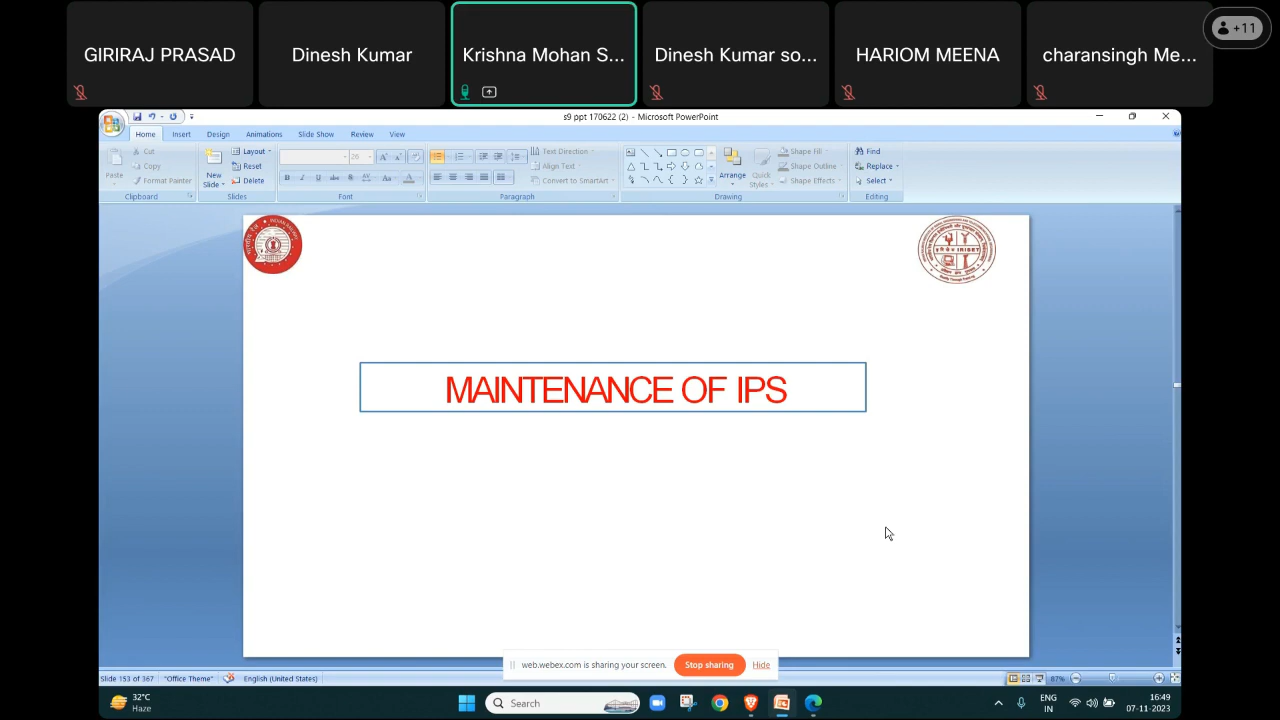 GIRIRAJ PRASAD
Dinesh Kumar
Krishna Mohan S...
Dinesh Kumar so...
HARIOM MEENA
charansingh Me...
+11
s9 ppt 170622 (2) - Microsoft PowerPoint
Home Insert Design Animations Slide Show Review View
Paste
Cut
Copy
Format Painter
Clipboard
New Slide
Layout
Reset
Delete
Slides
Font
Text Direction
Align Text
Convert to SmartArt
Paragraph
Arrange
Quick Styles
Shape Fill
Shape Outline
Shape Effects
Drawing
Find
Replace
Select
Editing
MAINTENANCE OF IPS
web.webex.com is sharing your screen. Stop sharing Hide
Slide 153 of 367 "Office Theme" English (United States) 87%
32°C
Haze
Search
ENG
IN
16:49
07-11-2023